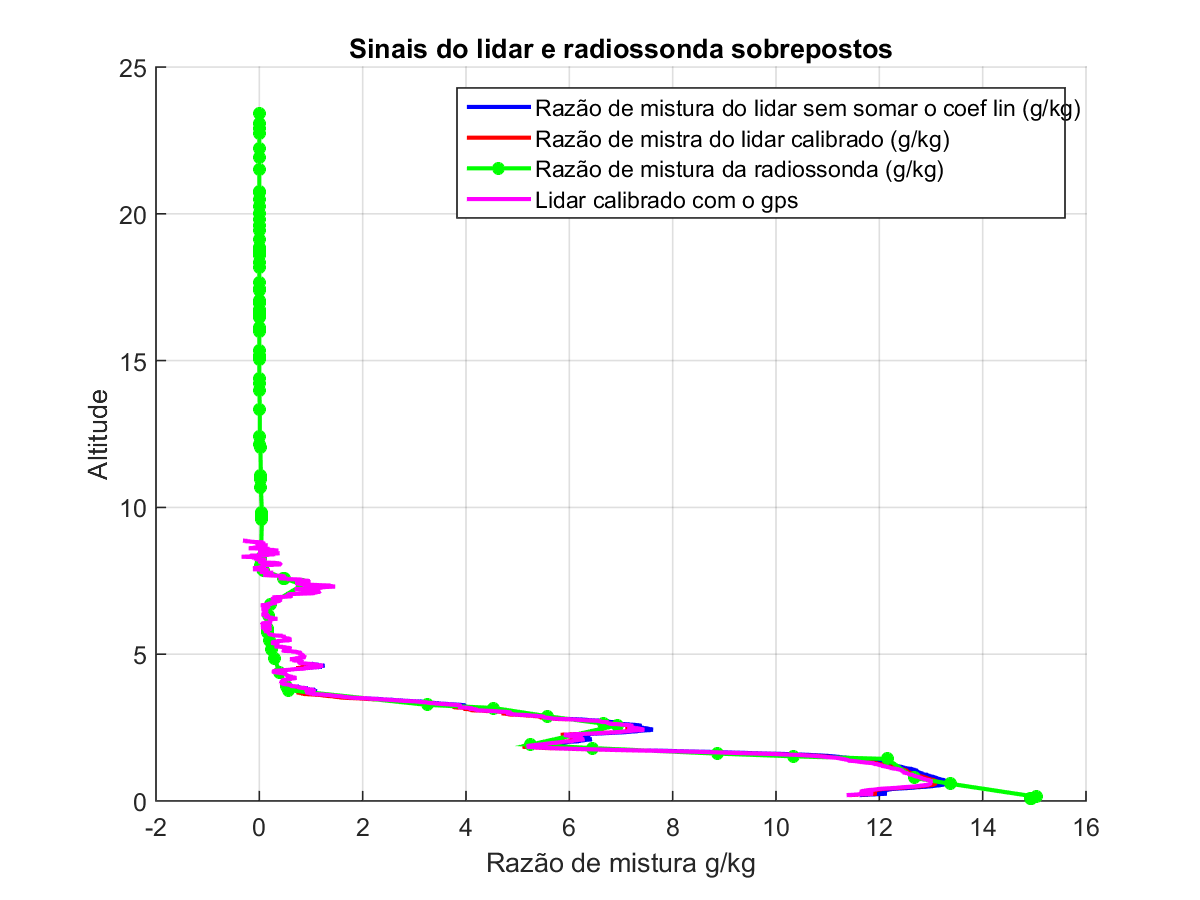 Sinais do lidar e radiossonda sobrepostos
25
Razão de mistura do lidar sem somar o coef lin (g/kg)
Razão de mistra do lidar calibrado (g/kg)
Razão de mistura da radiossonda (g/kg)
Lidar calibrado com o gps
20
15
Altitude
10
5
0
-2 0 2 4 6 8 10 12 14 16
Razão de mistura g/kg